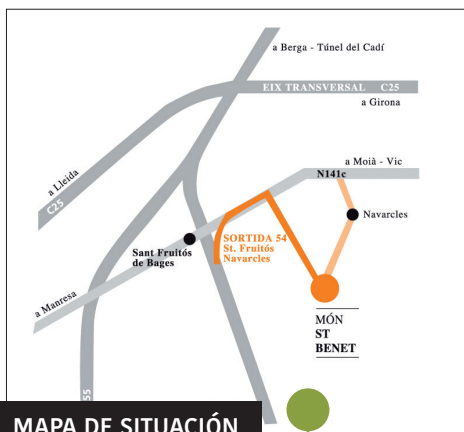 a Berga - Túnel del Cadí
EIX TRANSVERSAL C25
a Girona
a Moià - Vic
N141c
a Lleida
C25
Navarcles
SORTIDA 54
St. Fruitós
Navarcles
Sant Fruitós
de Bages
a Manresa
MÓN
ST
BENET
MAPA DE SITUACIÓN